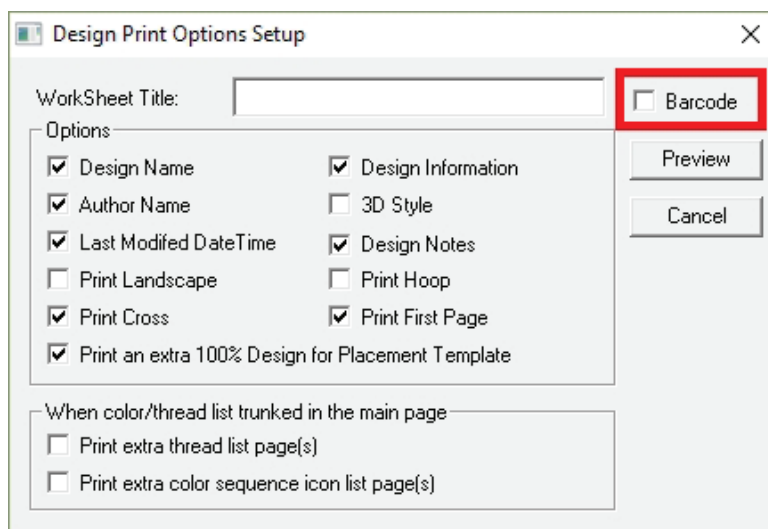 Design Print Options Setup
WorkSheet Title:
Barcode
Options
Design Name
Design Information
Preview
Author Name
3D Style
Cancel
Last Modifed DateTime
Design Notes
Print Landscape
Print Hoop
Print Cross
Print First Page
Print an extra 100% Design for Placement Template
When color/thread list trunked in the main page
Print extra thread list page(s)
Print extra color sequence icon list page(s)